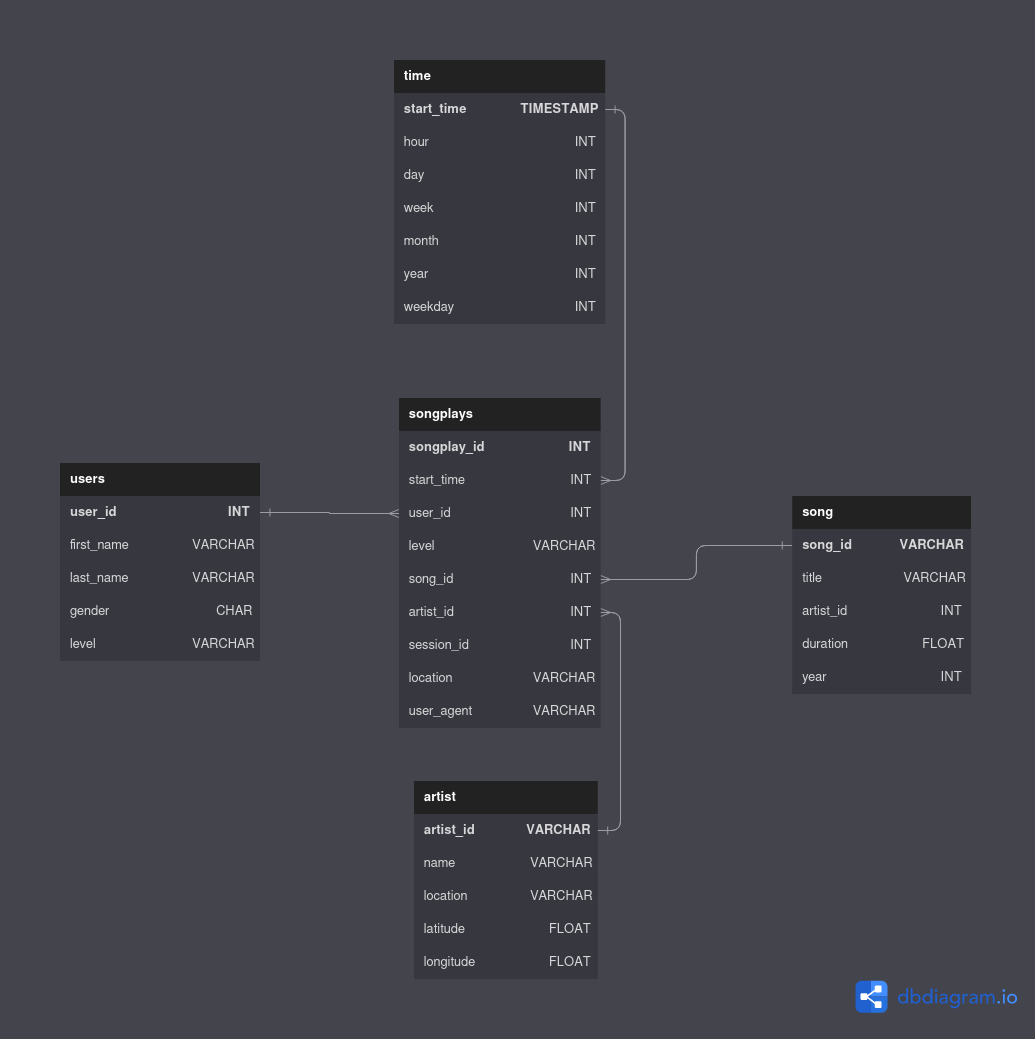 time
start_time TIMESTAMP
hour INT
day INT
week INT
month INT
year INT
weekday INT
songplays
songplay_id INT
start_time INT
user_id INT
level VARCHAR
song_id INT
artist_id INT
session_id INT
location VARCHAR
user_agent VARCHAR
users
user_id INT
first_name VARCHAR
last_name VARCHAR
gender CHAR
level VARCHAR
song
song_id VARCHAR
title VARCHAR
artist_id INT
duration FLOAT
year INT
artist
artist_id VARCHAR
name VARCHAR
location VARCHAR
latitude FLOAT
longitude FLOAT
dbdiagram.io